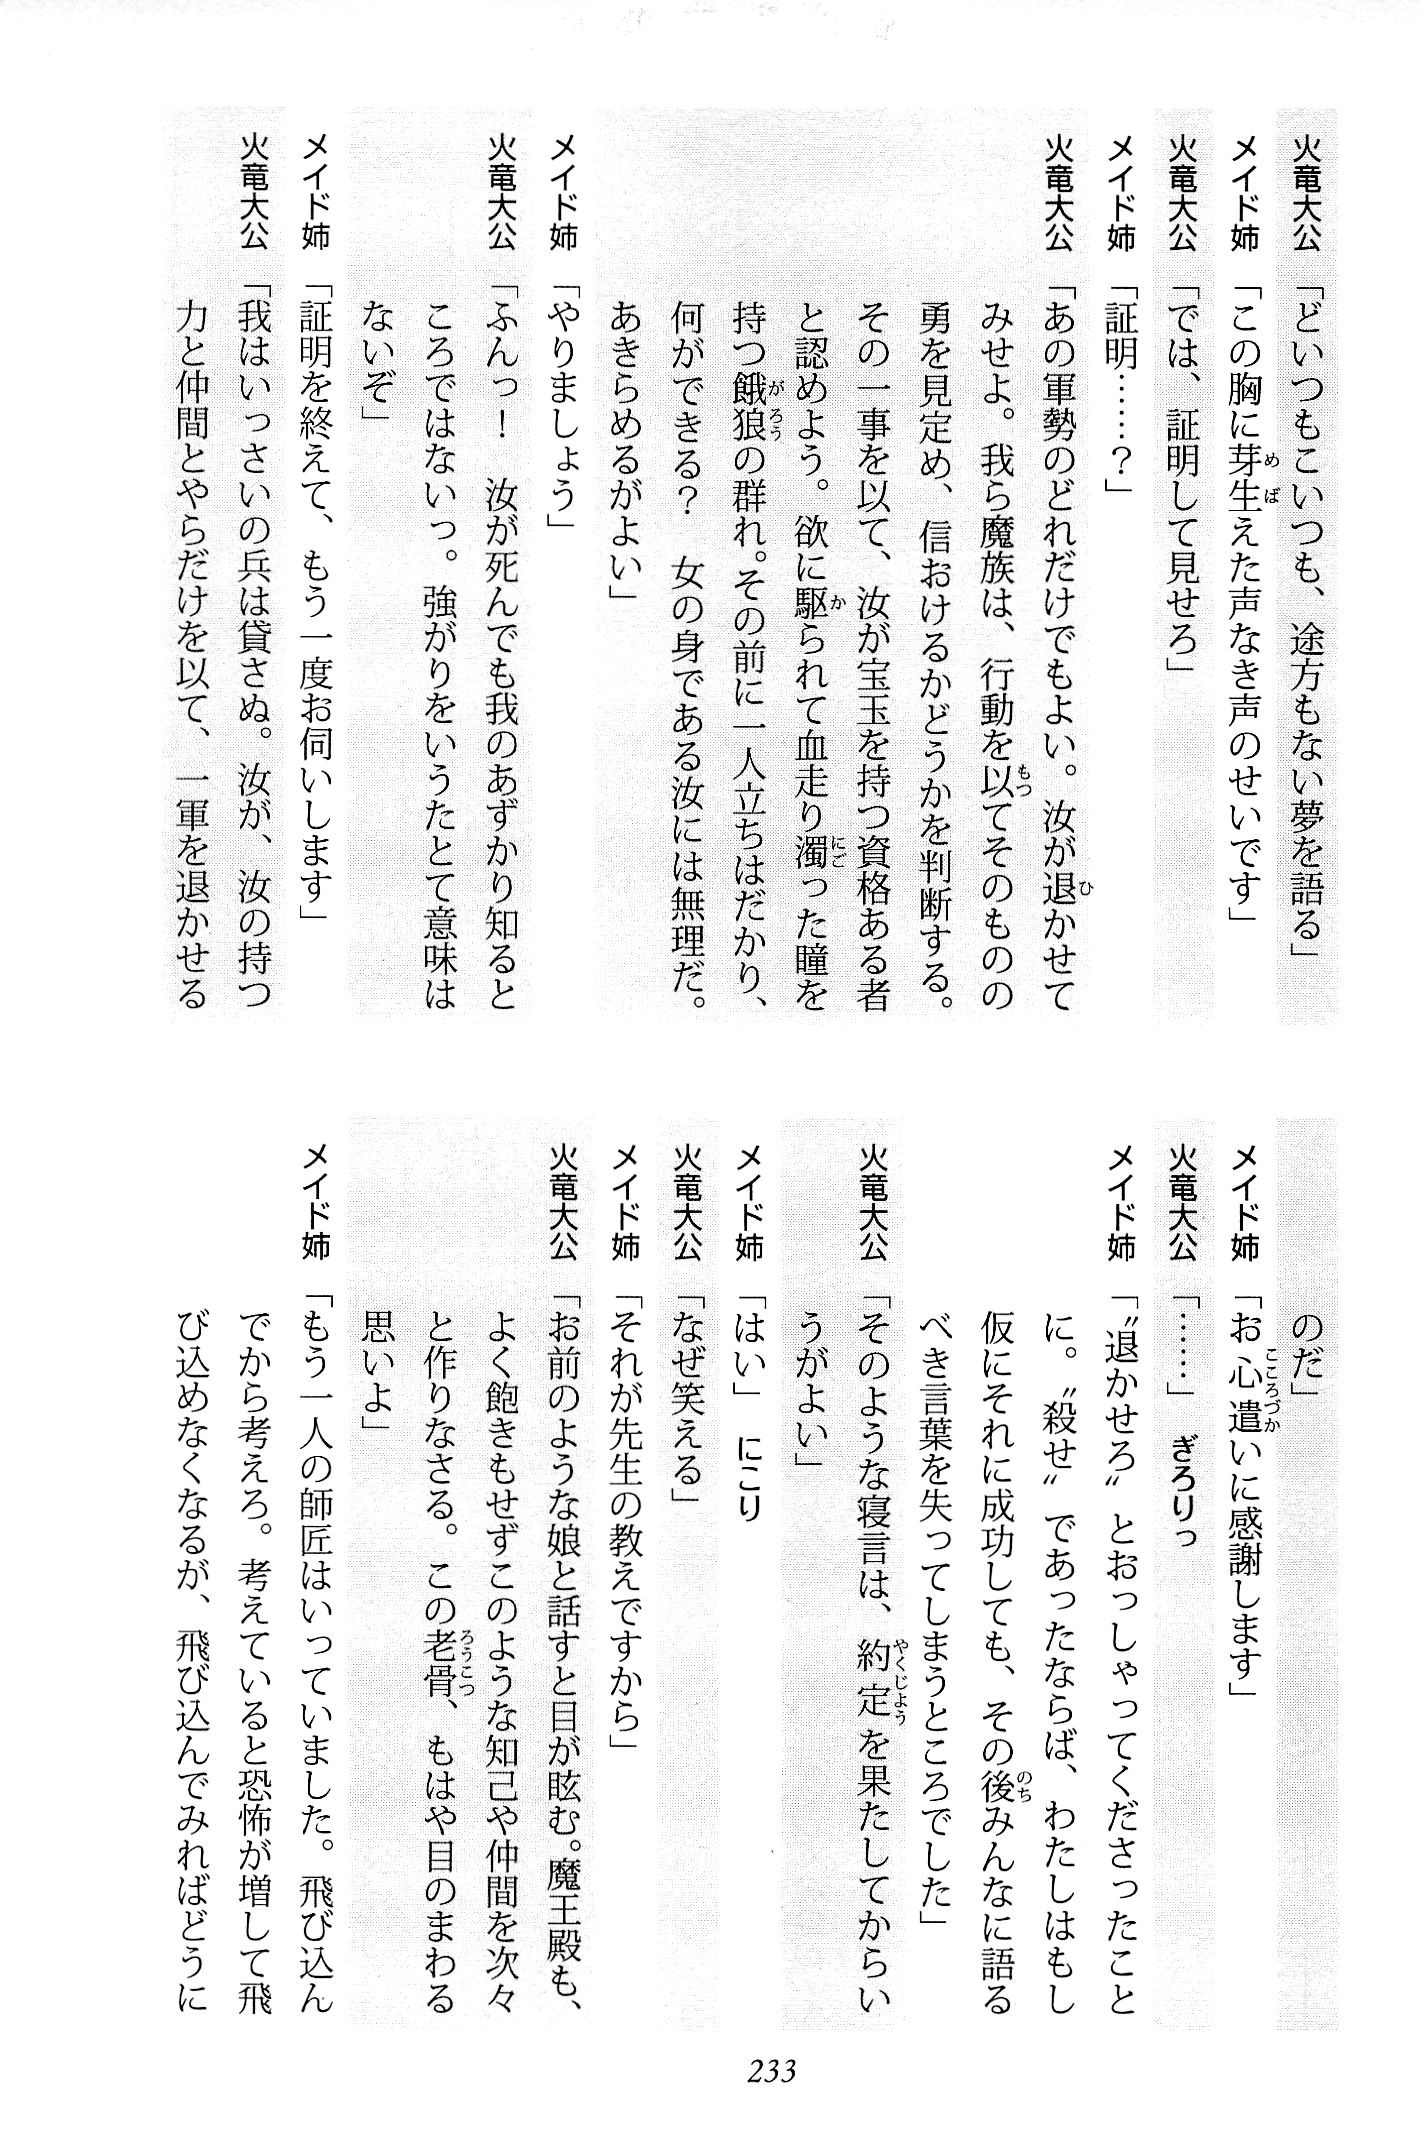 火竜大公「どいつもこいつも、途方もない夢を語る」
メイド姉「この胸に芽生えた声なき声のせいです」
火竜大公「では、証明して見せろ」
メイド姉「証明……？」
火竜大公「あの軍勢のどれだけでもよい。汝が退かせて
みせよ。我ら魔族は、行動を以てそのものの
勇を見定め、信おけるかどうかを判断する。
その一事を以て、汝が宝玉を持つ資格ある者
と認めよう。欲に駆られて血走り濁った瞳を
持つ餓狼の群れ。その前に一人立ちはだかり、
何ができる？　女の身である汝には無理だ。
あきらめるがよい」
メイド姉「やりましょう」
火竜大公「ふんっ！　汝が死んでも我のあずかり知ると
ころではないっ。強がりをいうたとて意味は
ないぞ」
メイド姉「証明を終えて、もう一度お伺いします」
火竜大公「我はいっさいの兵は貸さぬ。汝が、汝の持つ
力と仲間とやらだけを以て、一軍を退かせる
のだ」
メイド姉「お心遣いに感謝します」
火竜大公「……」　ぎろりっ
メイド姉「〝退かせろ〟とおっしゃってくださったこと
に。〝殺せ〟であったならば、わたしはもし
仮にそれに成功しても、その後みんなに語る
べき言葉を失ってしまうところでした」
火竜大公「そのような寝言は、約定を果たしてからい
うがよい」
メイド姉「はい」　にこり
火竜大公「なぜ笑える」
メイド姉「それが先生の教えですから」
火竜大公「お前のような娘と話すと目が眩む。魔王殿も、
よく飽きもせずこのような知己や仲間を次々
と作りなさる。この老骨、もはや目のまわる
思いよ」
メイド姉「もう一人の師匠はいっていました。飛び込ん
でから考えろ。考えていると恐怖が増して飛
び込めなくなるが、飛び込んでみればどうに
233